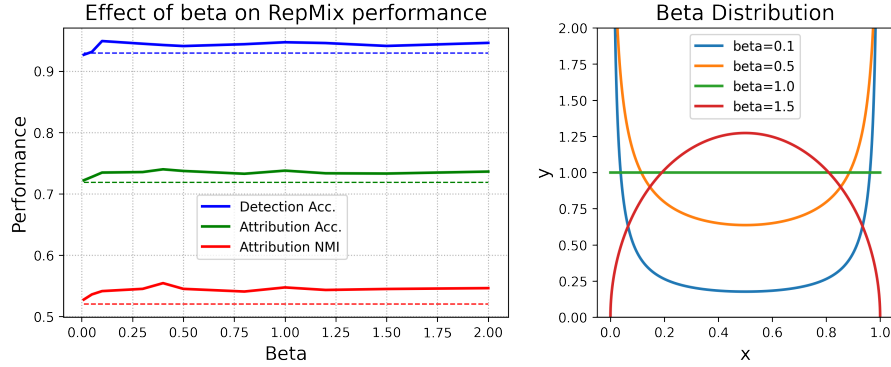 Effect of beta on RepMix performance
Performance
0.9
0.8
0.7
0.6
0.5
Detection Acc.
Attribution Acc.
Attribution NMI
0.00 0.25 0.50 0.75 1.00 1.25 1.50 1.75 2.00
Beta
Beta Distribution
y
2.00
1.75
1.50
1.25
1.00
0.75
0.50
0.25
0.00
beta=0.1
beta=0.5
beta=1.0
beta=1.5
0.0 0.2 0.4 0.6 0.8 1.0
x